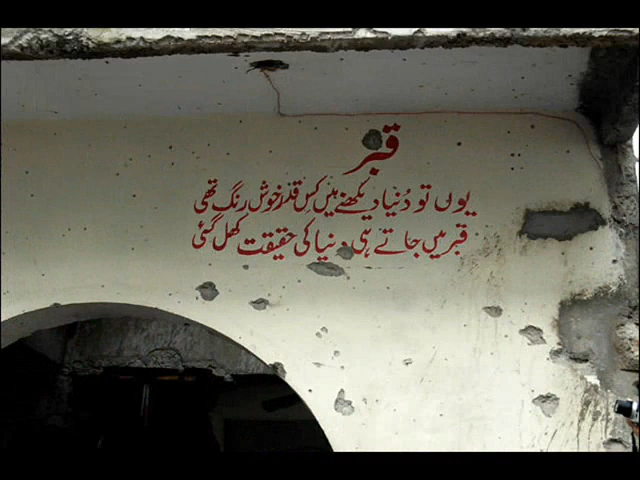 قبر
یوں تو دُنیا دیکھنے میں کس قدر خوش رنگ تھی
قبر میں جاتے ہی دنیا کی حقیقت کھل گئی